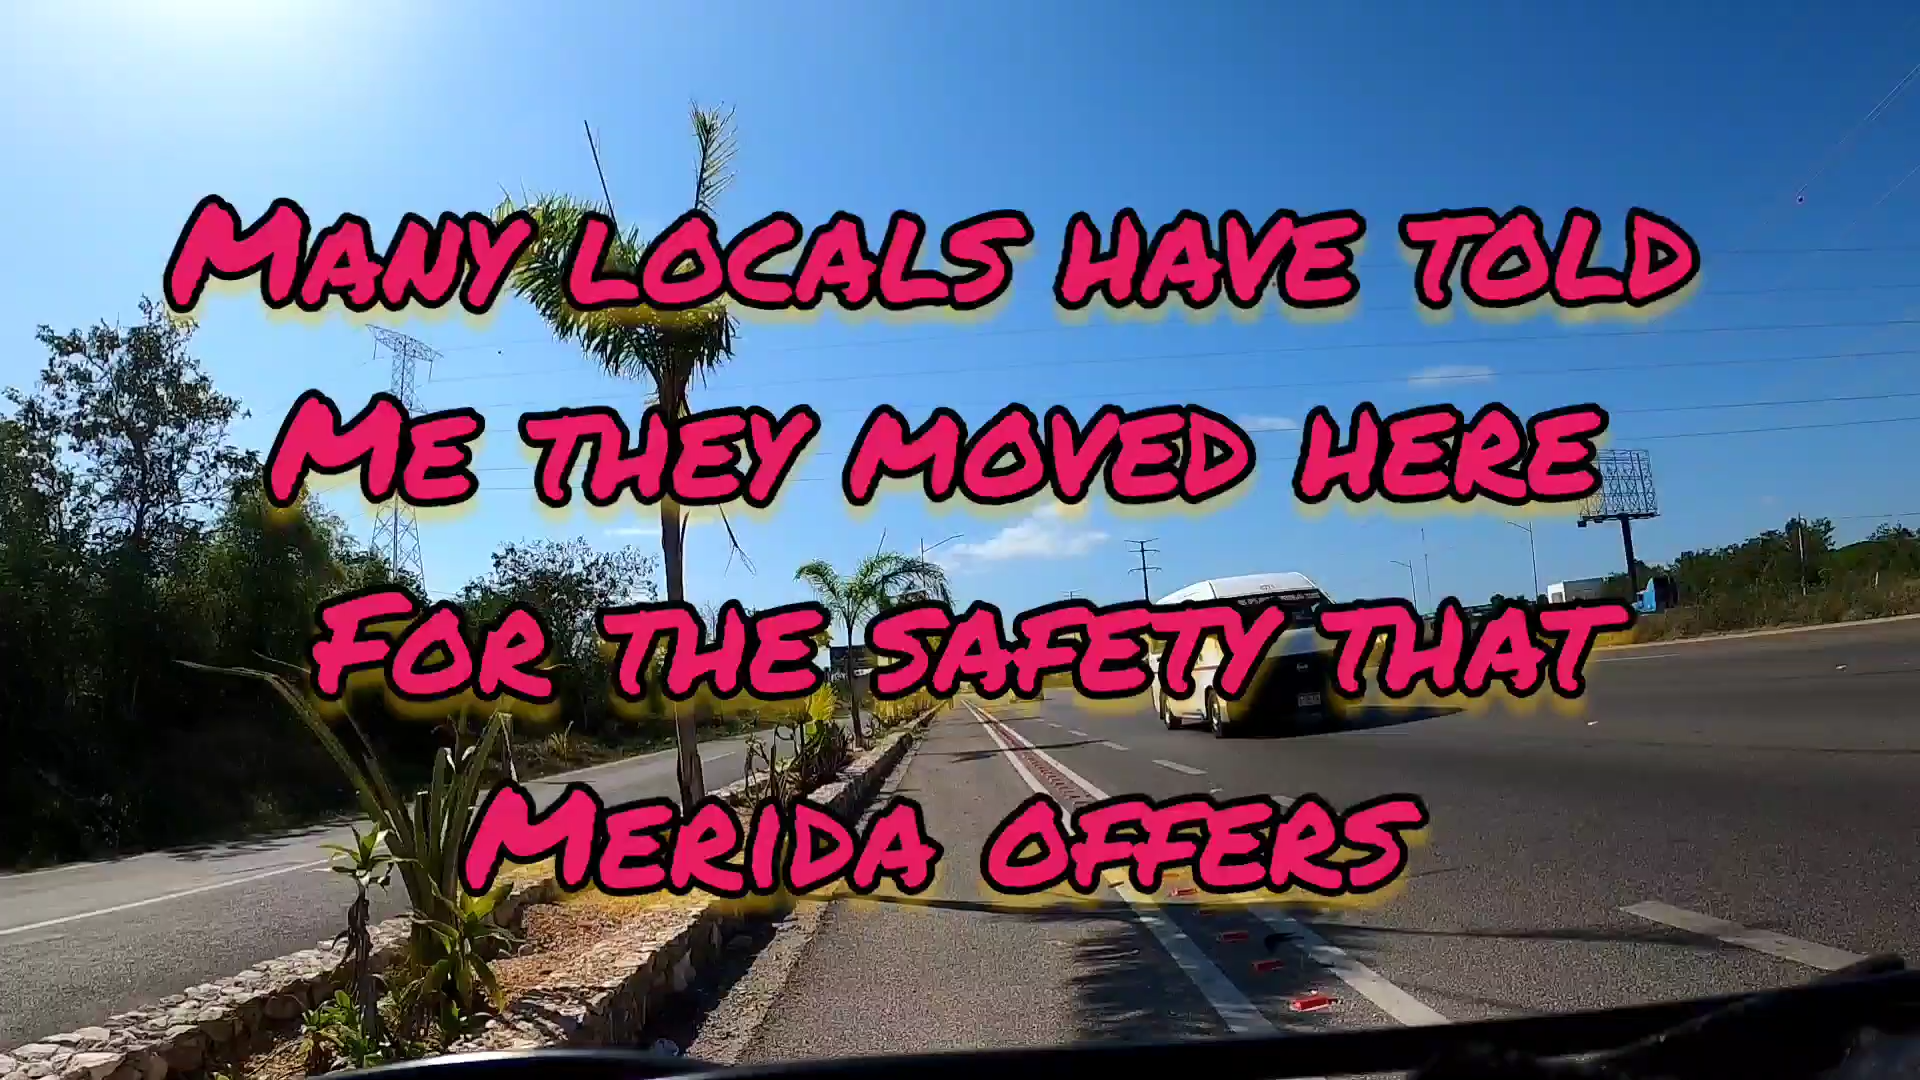 Many locals have told
me they moved here
for the safety that
Merida offers